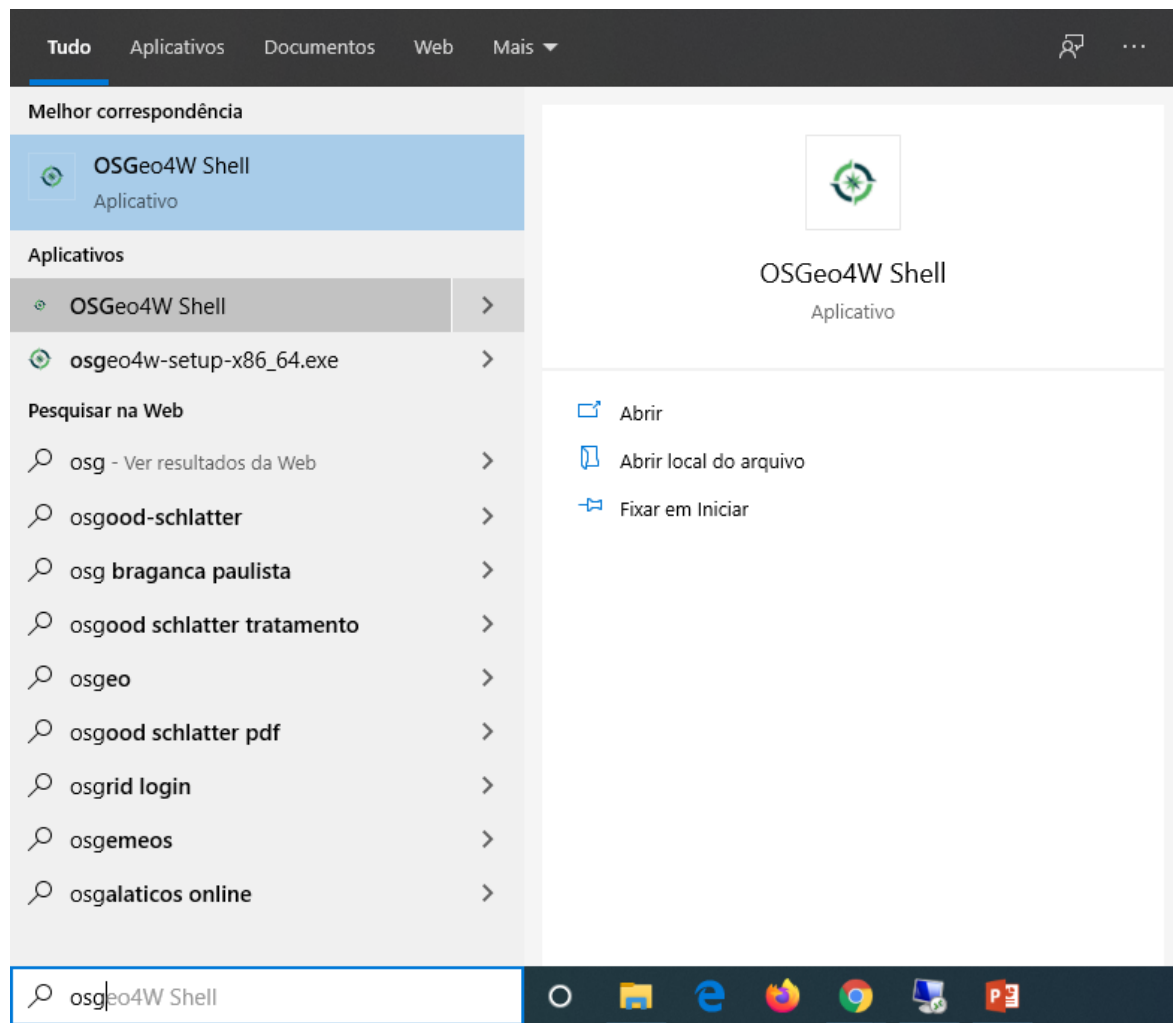 Tudo Aplicativos Documentos Web Mais
Melhor correspondência
OSGeo4W Shell
Aplicativo
Aplicativos
OSGeo4W Shell
osgeo4w-setup-x86_64.exe
Pesquisar na Web
osg - Ver resultados da Web
osgood-schlatter
osg braganca paulista
osgood schlatter tratamento
osgeo
osgood schlatter pdf
osgrid login
osgemeos
osgalaticos online
OSGeo4W Shell
Aplicativo
Abrir
Abrir local do arquivo
Fixar em Iniciar
osgeo4W Shell